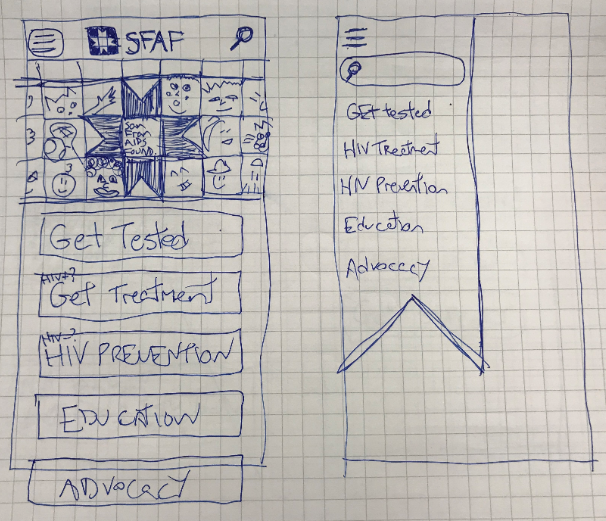 SFAF
SAN
FRAN
AIDS
FOUND.
Get Tested
HIV+?
Get Treatment
HIV-?
HIV PREVENTION
EDUCATION
ADVOCACY
GET tested
HIV Treatment
HIV Prevention
Education
Advocacy